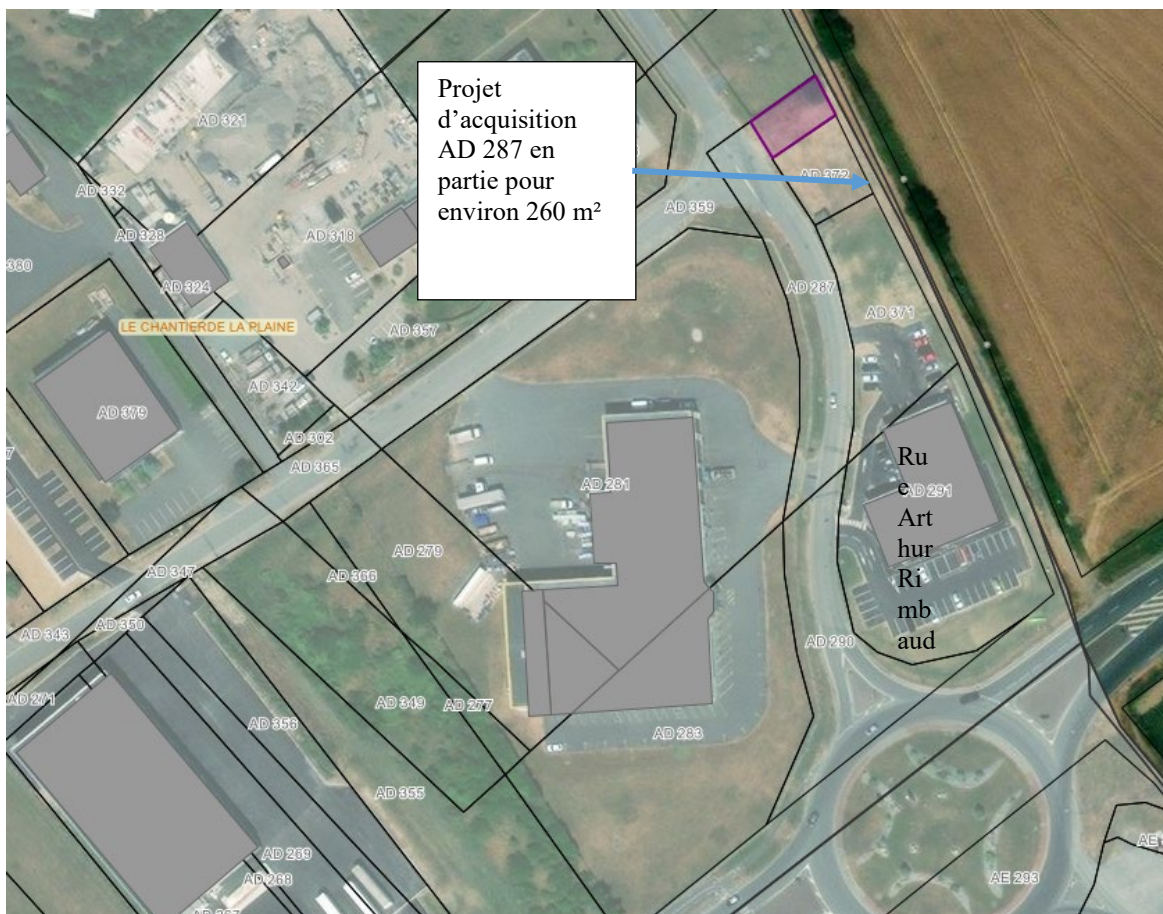 Projet
d'acquisition
AD 287 en
partie pour
environ 260 m²
AD 321
AD 332
AD 372
AD 359
AD 328
AD 318
380
AD 324
AD 287
LE CHANTIERDE LA PLAINE
AD 357
AD 371
AD 342
AD 379
AD 302
AD 365
Ru
e
Art
hur
Ri
mb
aud
AD 281
AD 291
AD 279
AD 366
AD 347
AD 350
AD 343
AD 290
AD 271
AD 349
AD 277
AD 356
AD 283
AD 355
AD 269
AD 268
AE 293
AE